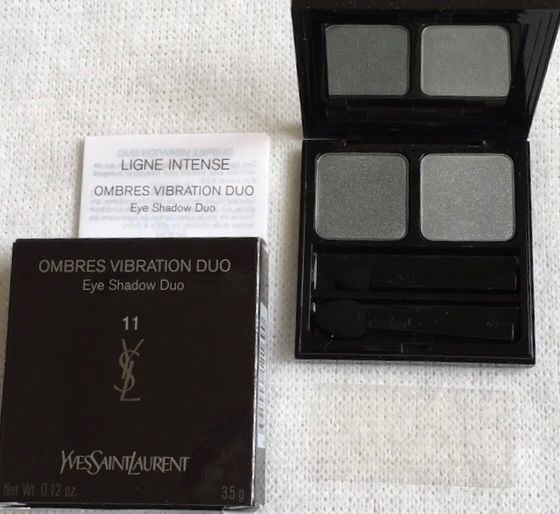 LIGNE INTENSE
OMBRES VIBRATION DUO
Eye Shadow Duo
OMBRES VIBRATION DUO
Eye Shadow Duo
11
YSL
YVESSAINTLAURENT
Net Wt. 0.12 oz. 3.5 g